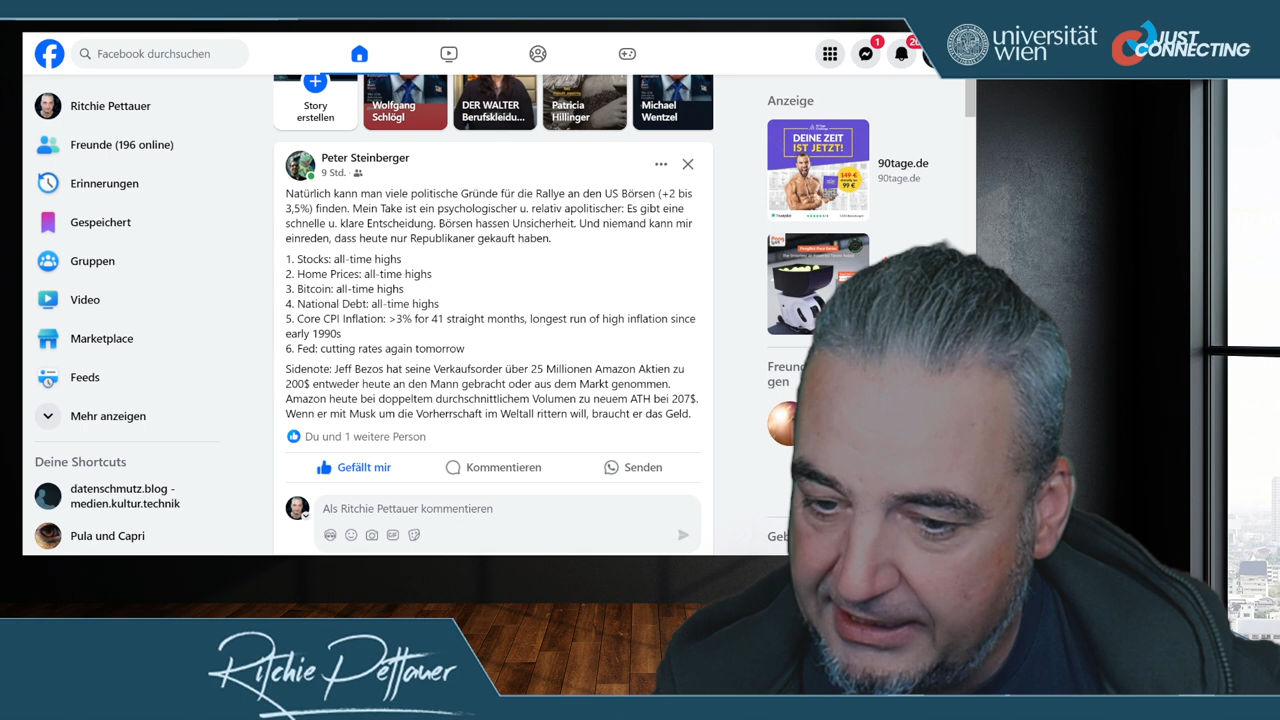 Facebook durchsuchen
1
universität
wien
JUST
CONNECTING
Ritchie Pettauer
Freunde (196 online)
Erinnerungen
Gespeichert
Gruppen
Video
Marketplace
Feeds
Mehr anzeigen
Deine Shortcuts
datenschmutz.blog -
medien.kultur.technik
Pula und Capri
Story
erstellen
Wolfgang
Schlögl
DER WALTER
Berufskleidu...
Patricia
Hillinger
Michael
Wentzel
Peter Steinberger
9 Std. ·
Natürlich kann man viele politische Gründe für die Rallye an den US Börsen (+2 bis
3,5%) finden. Mein Take ist ein psychologischer u. relativ apolitischer: Es gibt eine
schnelle u. klare Entscheidung. Börsen hassen Unsicherheit. Und niemand kann mir
einreden, dass heute nur Republikaner gekauft haben.
1. Stocks: all-time highs
2. Home Prices: all-time highs
3. Bitcoin: all-time highs
4. National Debt: all-time highs
5. Core CPI Inflation: >3% for 41 straight months, longest run of high inflation since
early 1990s
6. Fed: cutting rates again tomorrow
Sidenote: Jeff Bezos hat seine Verkaufsorder über 25 Millionen Amazon Aktien zu
200$ entweder heute an den Mann gebracht oder aus dem Markt genommen.
Amazon heute bei doppeltem durchschnittlichem Volumen zu neuem ATH bei 207$.
Wenn er mit Musk um die Vorherrschaft im Weltall rittern will, braucht er das Geld.
Du und 1 weitere Person
Gefällt mir
Kommentieren
Senden
Als Ritchie Pettauer kommentieren
GIF
Anzeige
DEINE ZEIT
IST JETZT!
149 €
99 €
90tage.de
90tage.de
Freun
gen
Geb
Ritchie Pettauer